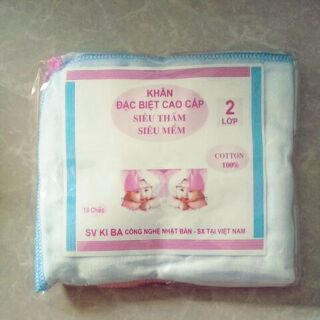 KHĂN
ĐẶC BIỆT CAO CẤP
SIÊU THẤM
SIÊU MỀM
2
LỚP
COTTON
100%
10 Chiếc
SV KI BA CÔNG NGHỆ NHẬT BẢN - SX TẠI VIỆT NAM